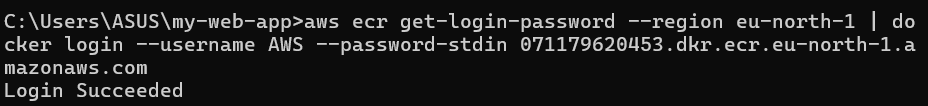 C:\Users\ASUS\my-web-app>aws ecr get-login-password --region eu-north-1 | do
cker login --username AWS --password-stdin 071179620453.dkr.ecr.eu-north-1.a
mazonaws.com
Login Succeeded